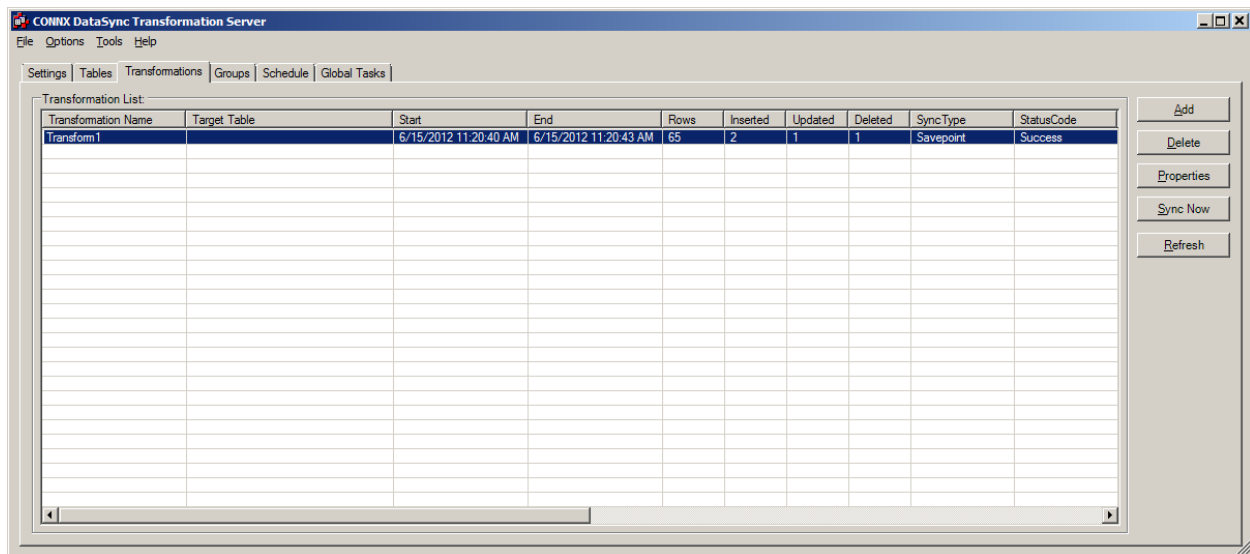 CONNX DataSync Transformation Server
File Options Tools Help
Settings Tables Transformations Groups Schedule Global Tasks
Transformation List:
Transformation Name Target Table Start End Rows Inserted Updated Deleted SyncType StatusCode
Transform1 6/15/2012 11:20:40 AM 6/15/2012 11:20:43 AM 65 2 1 1 Savepoint Success
Add
Delete
Properties
Sync Now
Refresh